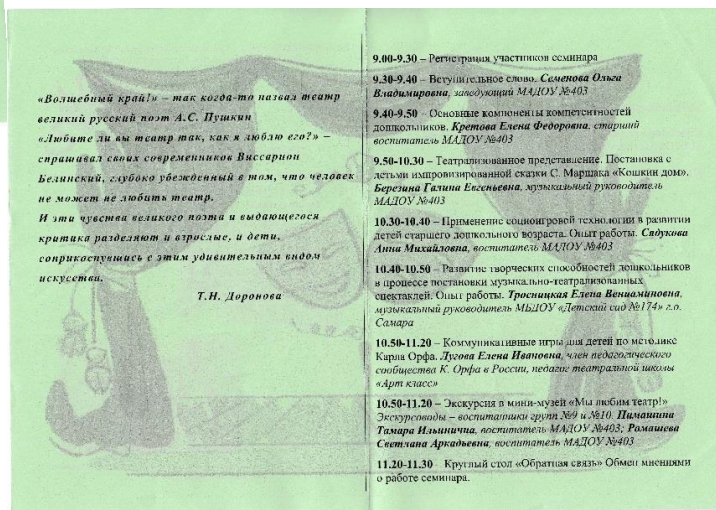 «Волшебный край!» – так когда-то назвал театр
великий русский поэт А.С. Пушкин
«Любите ли вы театр так, как я люблю его?» –
спрашивал своих современников Виссарион
Белинский, глубоко убежденный в том, что человек
не может не любить театр.
И эти чувства великого поэта и выдающегося
критика разделяют и взрослые, и дети,
соприкоснувшись с этим удивительным видом
искусства.
Т.Н. Доронова
9.00-9.30 – Регистрация участников семинара
9.30-9.40 – Вступительное слово. Семенова Ольга
Владимировна, заведующий МАДОУ №403
9.40-9.50 – Основные компоненты компетентностей
дошкольников. Кретова Елена Федоровна, старший
воспитатель МАДОУ №403
9.50-10.30 – Театрализованное представление. Постановка с
детьми импровизированной сказки С. Маршака «Кошкин дом».
Березина Галина Евгеньевна, музыкальный руководитель
МАДОУ №403
10.30-10.40 – Применение социоигровой технологии в развитии
детей старшего дошкольного возраста. Опыт работы. Сядукова
Анна Михайловна, воспитатель МАДОУ №403
10.40-10.50 – Развитие творческих способностей дошкольников
в процессе постановки музыкально-театрализованных
спектаклей. Опыт работы. Тросницкая Елена Вениаминовна,
музыкальный руководитель МБДОУ «Детский сад №174» г.о.
Самара
10.50-11.20 – Коммуникативные игры для детей по методике
Карла Орфа. Лугова Елена Ивановна, член педагогического
сообщества К. Орфа в России, педагог театральной школы
«Арт класс»
10.50-11.20 – Экскурсия в мини-музей «Мы любим театр!»
Экскурсоводы – воспитанники групп №9 и №10. Пимашина
Тамара Ильинична, воспитатель МАДОУ №403; Ромашева
Светлана Аркадьевна, воспитатель МАДОУ №403
11.20-11.30 – Круглый стол «Обратная связь» Обмен мнениями
о работе семинара.